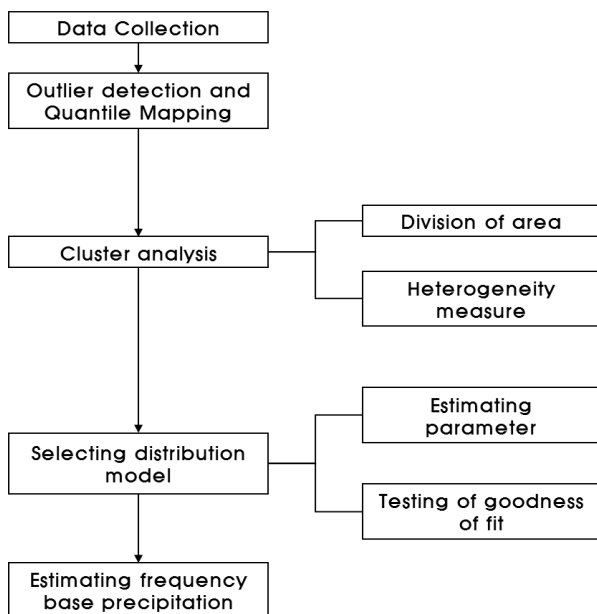 Data Collection
Outlier detection and
Quantile Mapping
Cluster analysis
Division of area
Heterogeneity
measure
Selecting distribution
model
Estimating
parameter
Testing of goodness
of fit
Estimating frequency
base precipitation